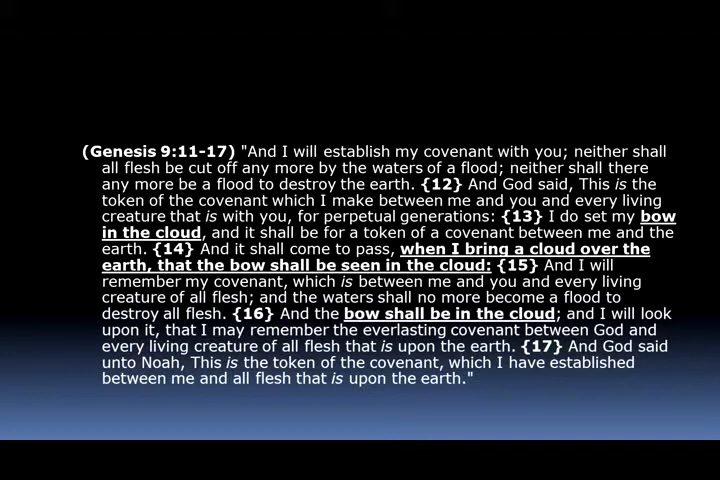 (Genesis 9:11-17) "And I will establish my covenant with you; neither shall
all flesh be cut off any more by the waters of a flood; neither shall there
any more be a flood to destroy the earth. {12} And God said, This is the
token of the covenant which I make between me and you and every living
creature that is with you, for perpetual generations: {13} I do set my bow
in the cloud, and it shall be for a token of a covenant between me and the
earth. {14} And it shall come to pass, when I bring a cloud over the
earth, that the bow shall be seen in the cloud: {15} And I will
remember my covenant, which is between me and you and every living
creature of all flesh; and the waters shall no more become a flood to
destroy all flesh. {16} And the bow shall be in the cloud; and I will look
upon it, that I may remember the everlasting covenant between God and
every living creature of all flesh that is upon the earth. {17} And God said
unto Noah, This is the token of the covenant, which I have established
between me and all flesh that is upon the earth."